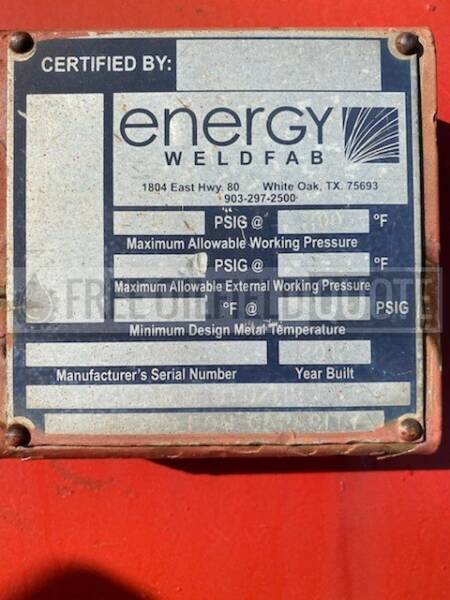 CERTIFIED BY:
energy
WELDFAB
1804 East Hwy. 80 White Oak, TX. 75693
903-297-2500
PSIG @ °F
Maximum Allowable Working Pressure
PSIG @ °F
Maximum Allowable External Working Pressure
°F @ PSIG
Minimum Design Metal Temperature
Manufacturer's Serial Number Year Built